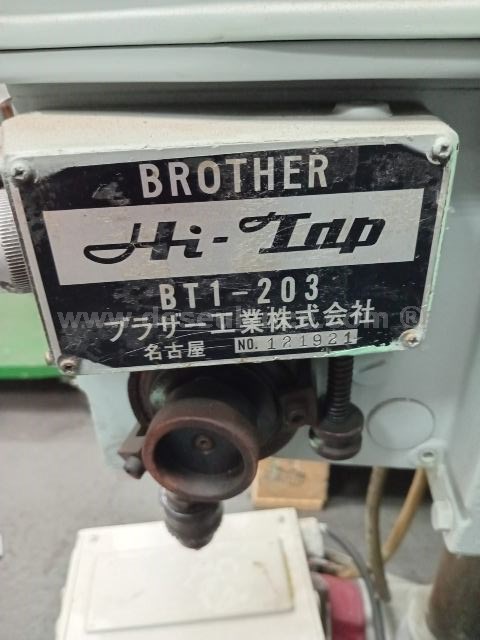 BROTHER
Hi-Tap
BT1-203
ブラザー工業株式会社
名古屋 NO. 121921